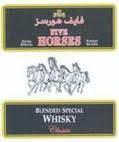 فايف هورسز
FIVE
HORSES
BLENDED SPECIAL
WHISKY
Classic